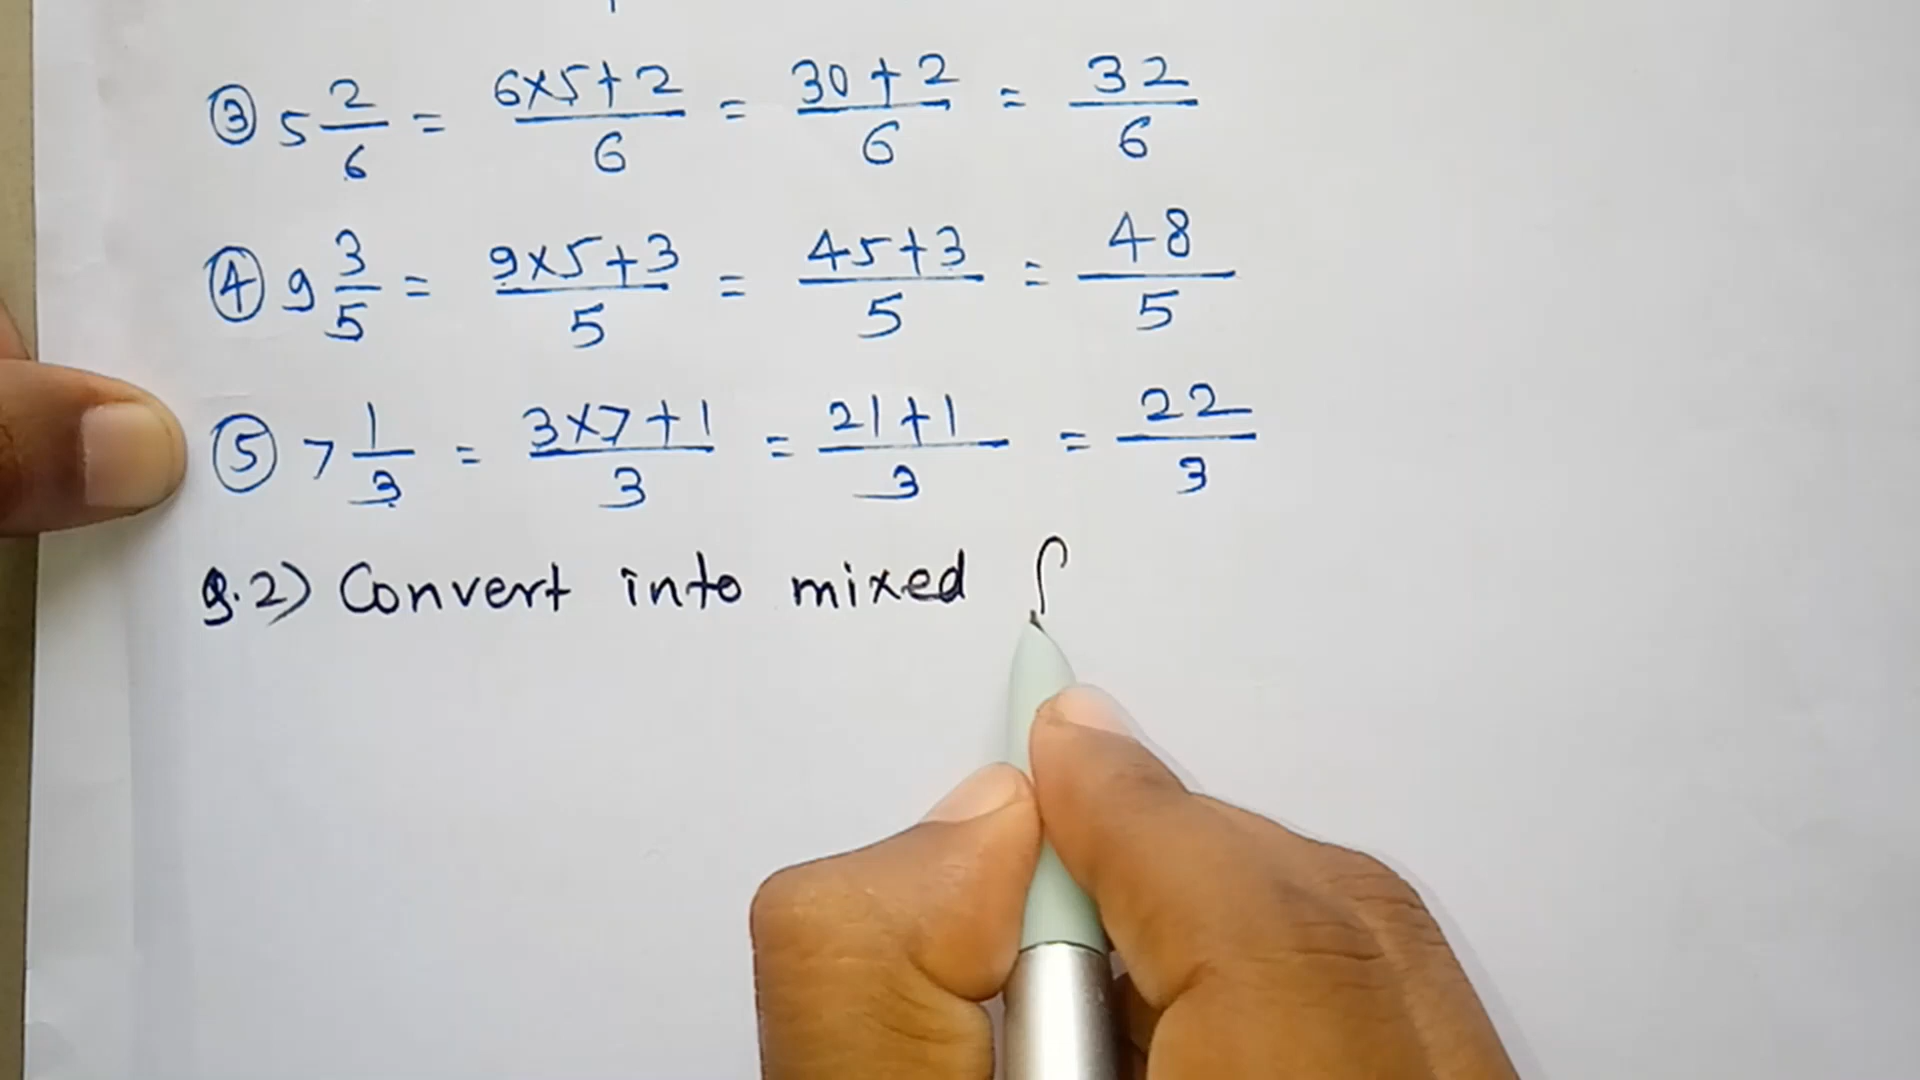 ③ 5 2/6 = 6×5+2/6 = 30+2/6 = 32/6
④ 9 3/5 = 9×5+3/5 = 45+3/5 = 48/5
⑤ 7 1/3 = 3×7+1/3 = 21+1/3 = 22/3
Q.2) Convert into mixed f